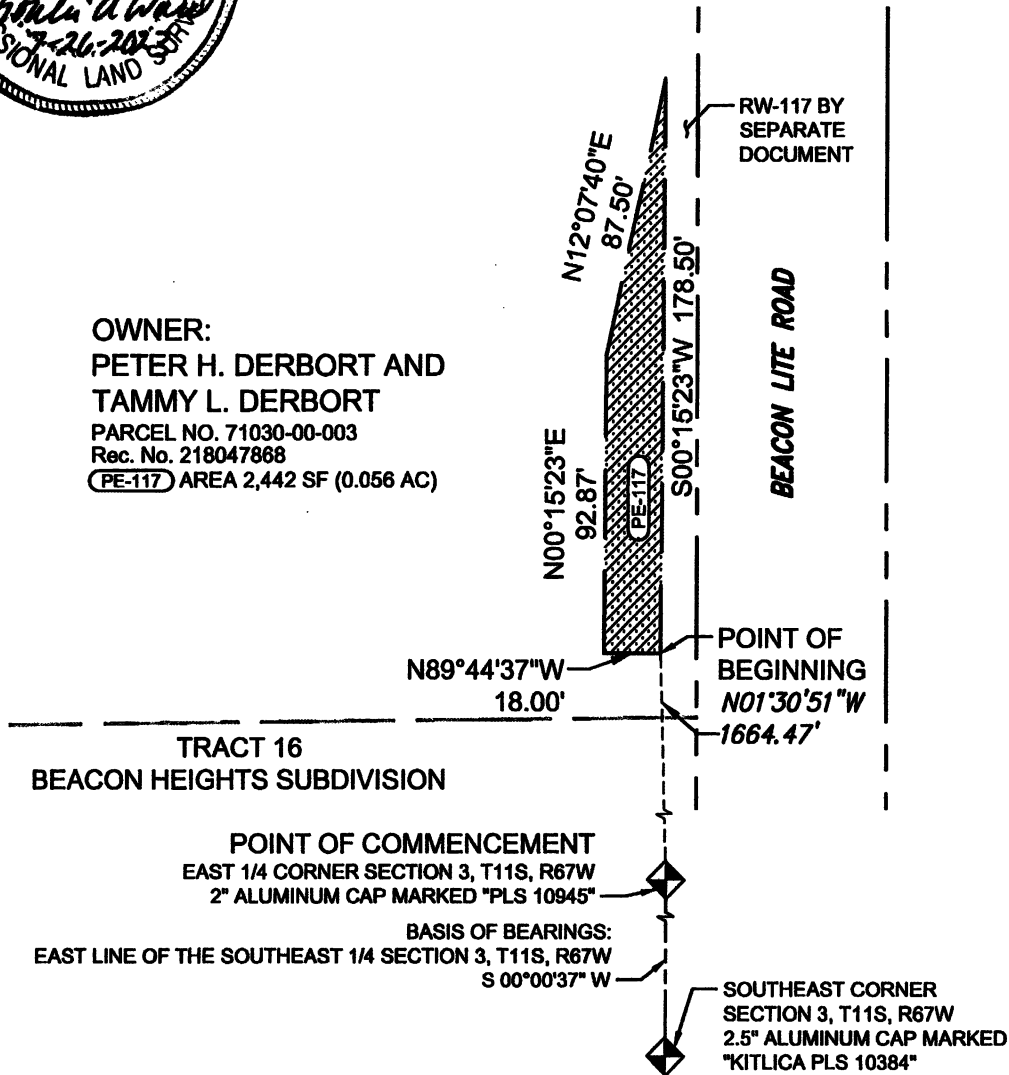 7-26-2023
SIONAL LAND SURV
RW-117 BY
SEPARATE
DOCUMENT
N12°07'40"E
87.50'
S00°15'23"W 178.50'
BEACON LITE ROAD
OWNER:
PETER H. DERBORT AND
TAMMY L. DERBORT
PARCEL NO. 71030-00-003
Rec. No. 218047868
PE-117 AREA 2,442 SF (0.056 AC)
N00°15'23"E
92.87'
PE-117
N89°44'37"W
18.00'
POINT OF
BEGINNING
N01°30'51"W
1664.47'
TRACT 16
BEACON HEIGHTS SUBDIVISION
POINT OF COMMENCEMENT
EAST 1/4 CORNER SECTION 3, T11S, R67W
2" ALUMINUM CAP MARKED "PLS 10945"
BASIS OF BEARINGS:
EAST LINE OF THE SOUTHEAST 1/4 SECTION 3, T11S, R67W
S 00°00'37" W
SOUTHEAST CORNER
SECTION 3, T11S, R67W
2.5" ALUMINUM CAP MARKED
"KITLICA PLS 10384"